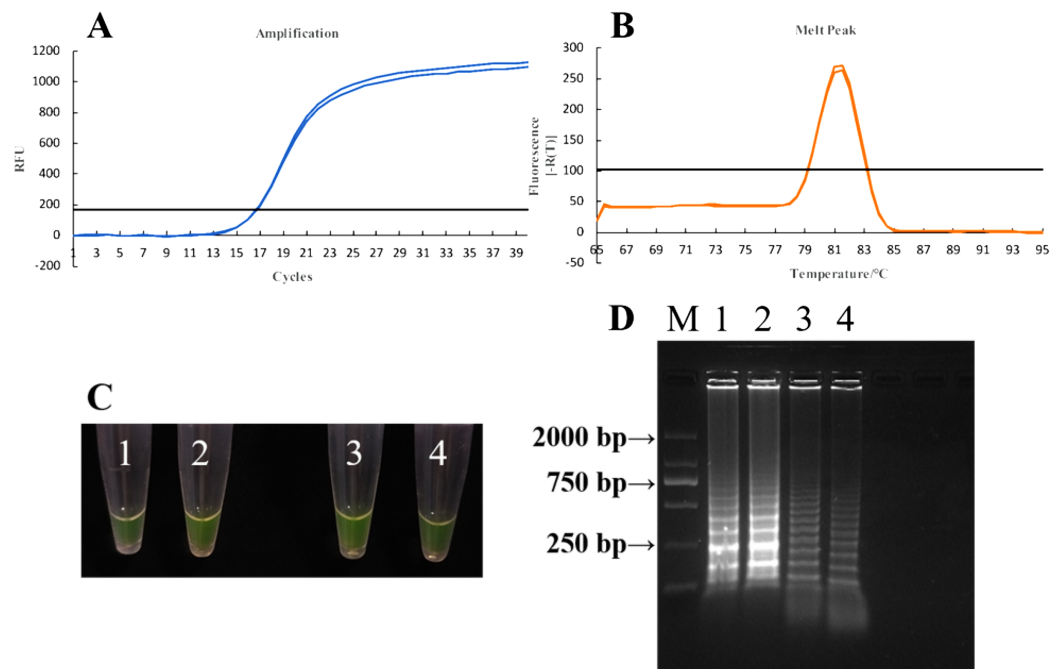 A
Amplification
1200
1000
800
600
400
200
0
-200
RFU
1 3 5 7 9 11 13 15 17 19 21 23 25 27 29 31 33 35 37 39
Cycles
B
Melt Peak
300
250
200
150
100
50
0
-50
Fluorescence
[-R(T)]
65 67 69 71 73 75 77 79 81 83 85 87 89 91 93 95
Temperature/°C
C
1 2 3 4
D M 1 2 3 4
2000 bp→
750 bp→
250 bp→